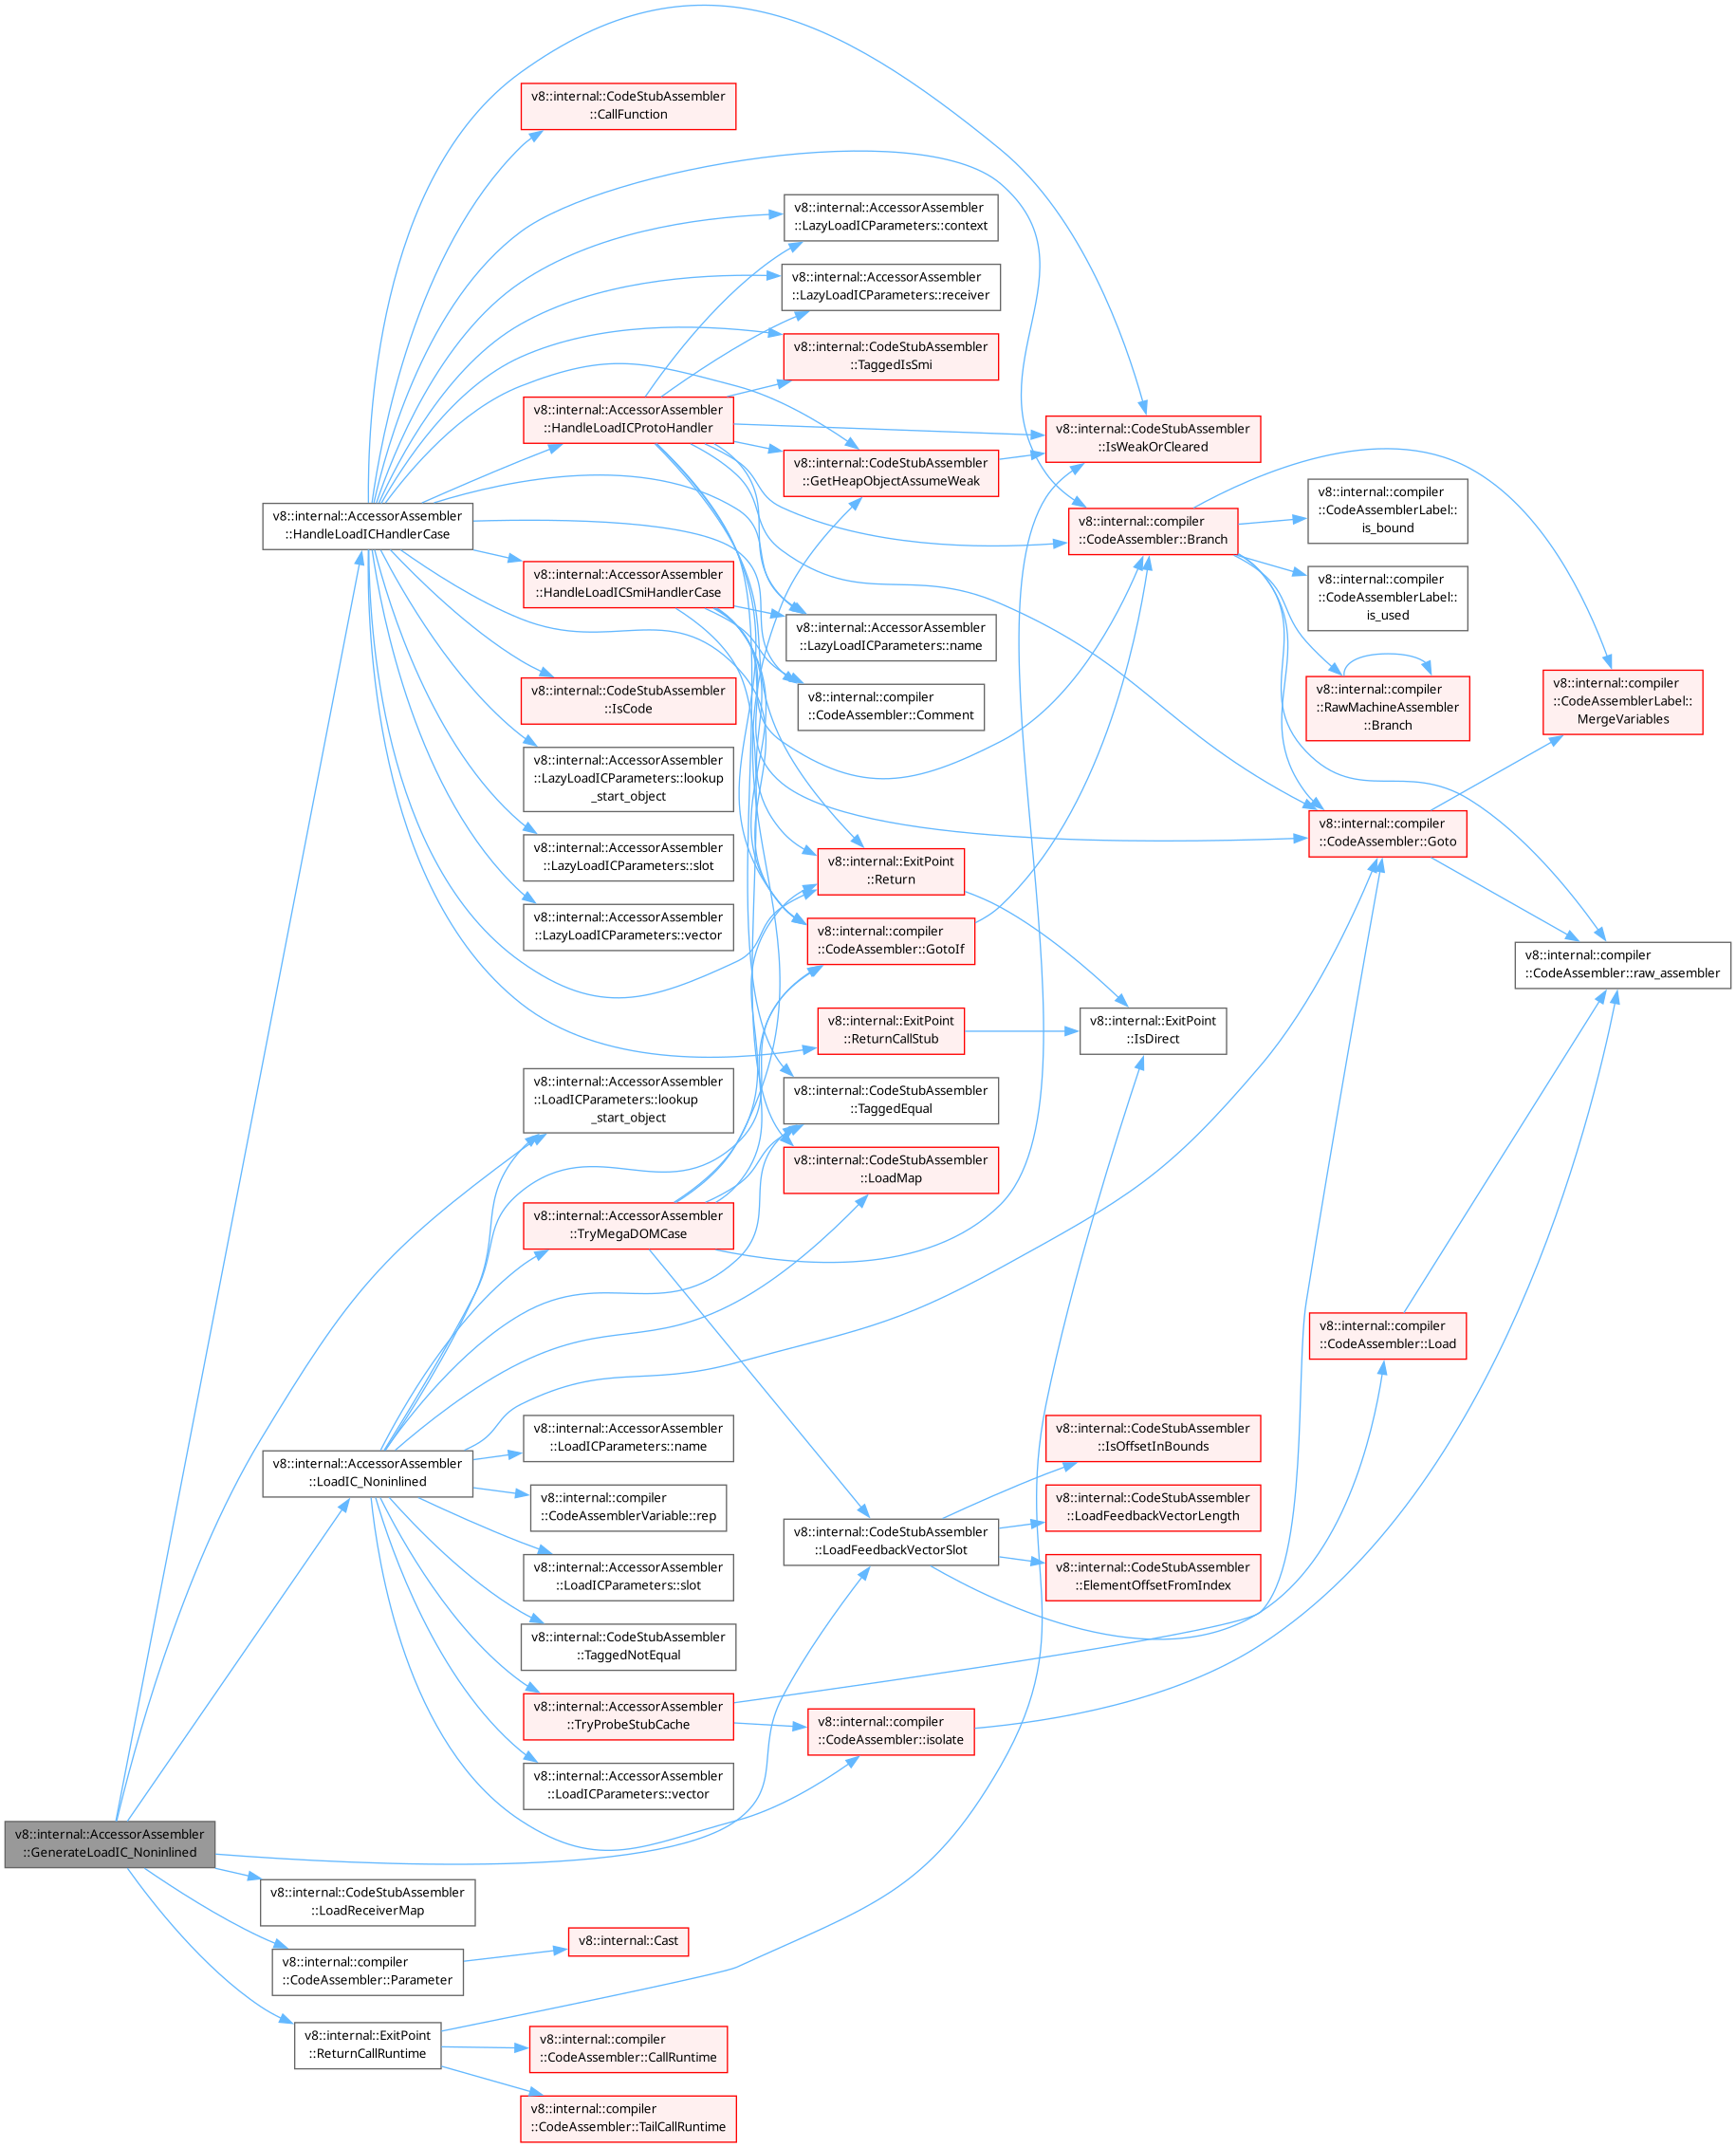 v8::internal::CodeStubAssembler
::CallFunction
v8::internal::AccessorAssembler
::LazyLoadICParameters::context
v8::internal::AccessorAssembler
::LazyLoadICParameters::receiver
v8::internal::CodeStubAssembler
::TaggedIsSmi
v8::internal::AccessorAssembler
::HandleLoadICProtoHandler
v8::internal::CodeStubAssembler
::IsWeakOrCleared
v8::internal::CodeStubAssembler
::GetHeapObjectAssumeWeak
v8::internal::AccessorAssembler
::HandleLoadICHandlerCase
v8::internal::compiler
::CodeAssembler::Branch
v8::internal::compiler
::CodeAssemblerLabel::
is_bound
v8::internal::AccessorAssembler
::HandleLoadICSmiHandlerCase
v8::internal::compiler
::CodeAssemblerLabel::
is_used
v8::internal::AccessorAssembler
::LazyLoadICParameters::name
v8::internal::CodeStubAssembler
::IsCode
v8::internal::compiler
::CodeAssembler::Comment
v8::internal::compiler
::RawMachineAssembler
::Branch
v8::internal::compiler
::CodeAssemblerLabel::
MergeVariables
v8::internal::AccessorAssembler
::LazyLoadICParameters::lookup
_start_object
v8::internal::compiler
::CodeAssembler::Goto
v8::internal::AccessorAssembler
::LazyLoadICParameters::slot
v8::internal::ExitPoint
::Return
v8::internal::AccessorAssembler
::LazyLoadICParameters::vector
v8::internal::compiler
::CodeAssembler::GotoIf
v8::internal::compiler
::CodeAssembler::raw_assembler
v8::internal::ExitPoint
::ReturnCallStub
v8::internal::ExitPoint
::IsDirect
v8::internal::AccessorAssembler
::LoadICParameters::lookup
_start_object
v8::internal::CodeStubAssembler
::TaggedEqual
v8::internal::CodeStubAssembler
::LoadMap
v8::internal::AccessorAssembler
::TryMegaDOMCase
v8::internal::compiler
::CodeAssembler::Load
v8::internal::AccessorAssembler
::LoadICParameters::name
v8::internal::CodeStubAssembler
::IsOffsetInBounds
v8::internal::AccessorAssembler
::LoadIC_Noninlined
v8::internal::compiler
::CodeAssemblerVariable::rep
v8::internal::CodeStubAssembler
::LoadFeedbackVectorLength
v8::internal::CodeStubAssembler
::LoadFeedbackVectorSlot
v8::internal::AccessorAssembler
::LoadICParameters::slot
v8::internal::CodeStubAssembler
::ElementOffsetFromIndex
v8::internal::CodeStubAssembler
::TaggedNotEqual
v8::internal::AccessorAssembler
::TryProbeStubCache
v8::internal::compiler
::CodeAssembler::isolate
v8::internal::AccessorAssembler
::LoadICParameters::vector
v8::internal::AccessorAssembler
::GenerateLoadIC_Noninlined
v8::internal::CodeStubAssembler
::LoadReceiverMap
v8::internal::Cast
v8::internal::compiler
::CodeAssembler::Parameter
v8::internal::ExitPoint
::ReturnCallRuntime
v8::internal::compiler
::CodeAssembler::CallRuntime
v8::internal::compiler
::CodeAssembler::TailCallRuntime